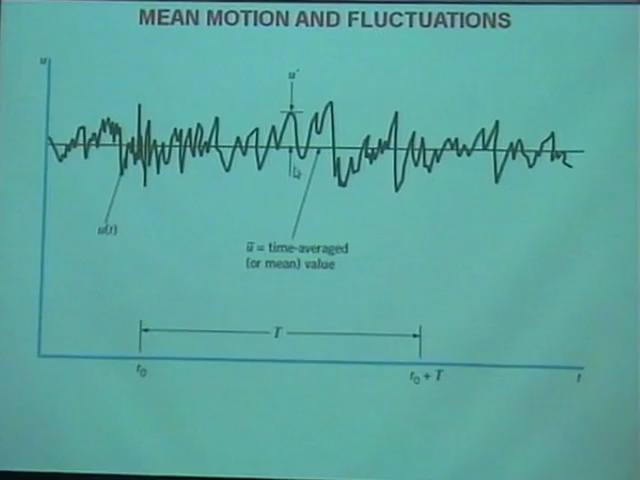 MEAN MOTION AND FLUCTUATIONS
u
u'
u(t)
ū = time-averaged
(or mean) value
T
t₀
t₀ + T
t